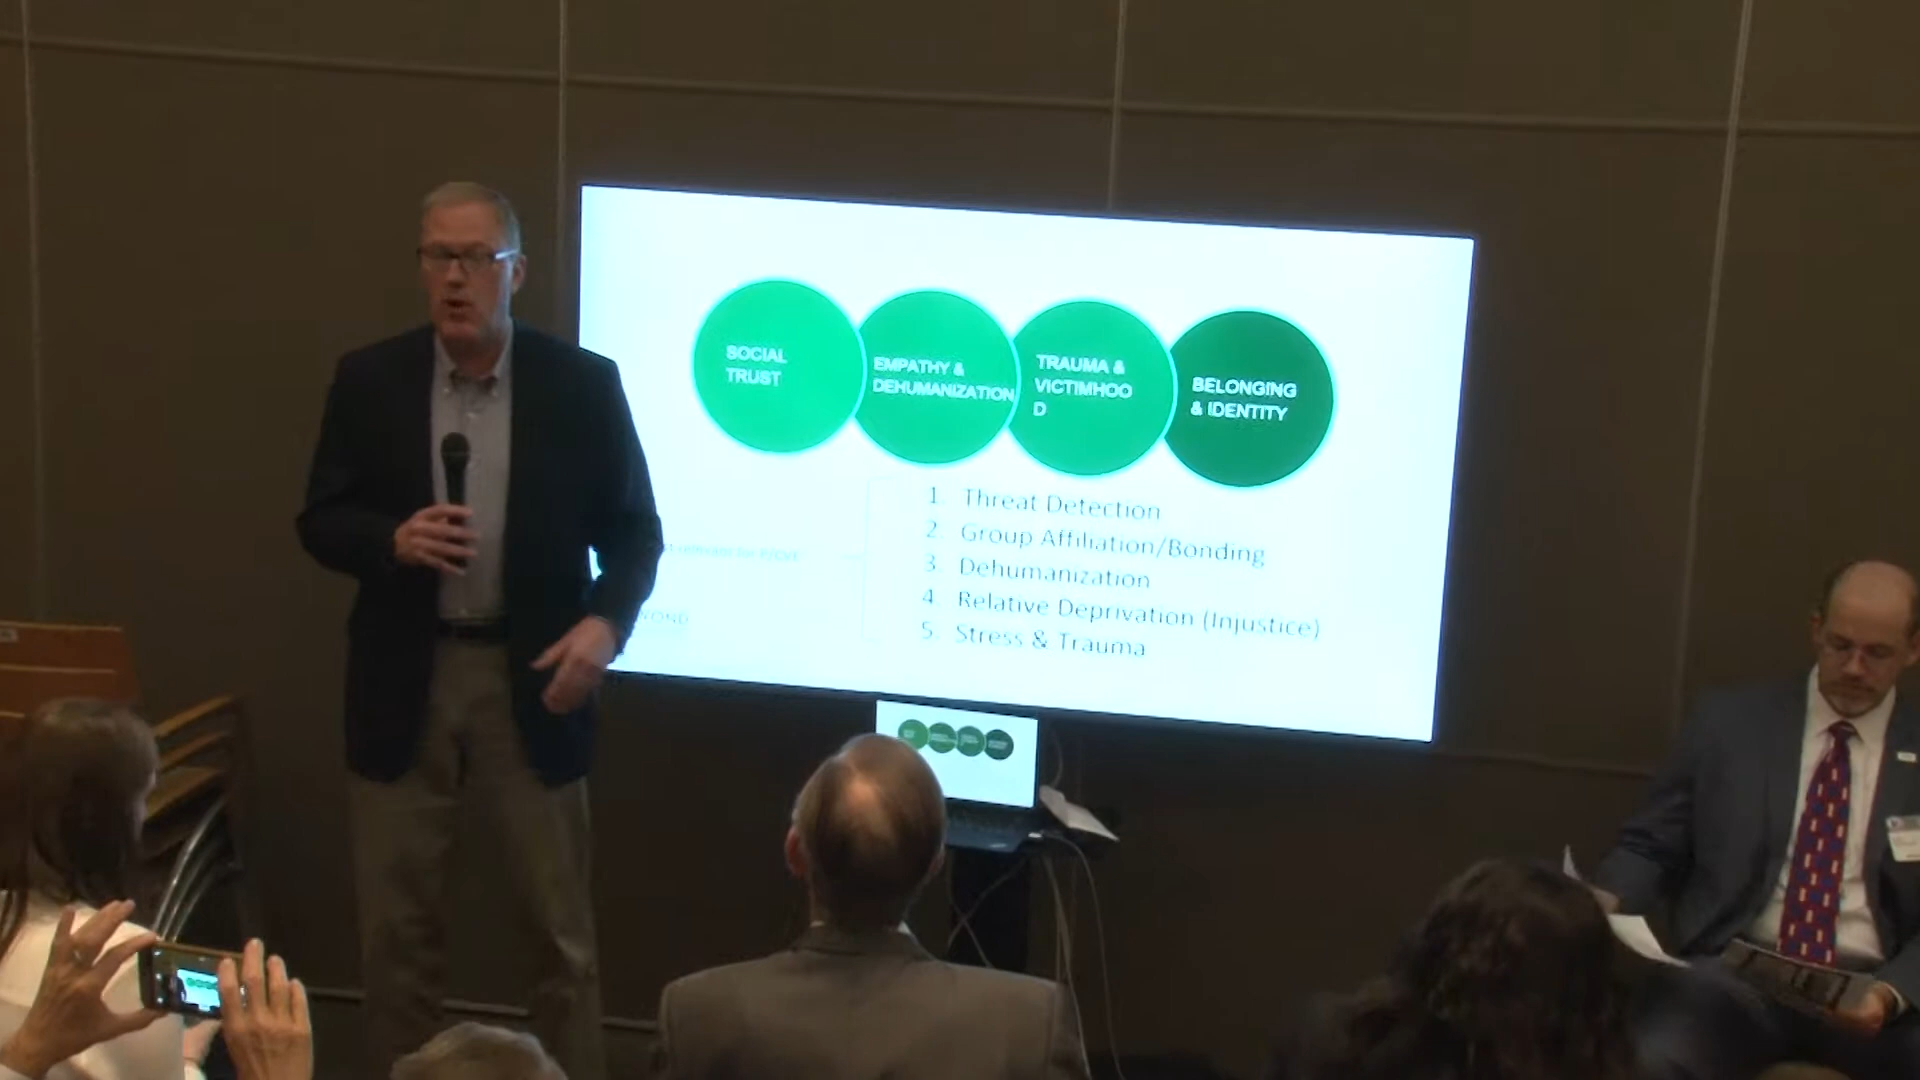 SOCIAL
TRUST
EMPATHY &
DEHUMANIZATION
TRAUMA &
VICTIMHOO
D
BELONGING
& IDENTITY
1. Threat Detection
2. Group Affiliation/Bonding
3. Dehumanization
4. Relative Deprivation (Injustice)
5. Stress & Trauma